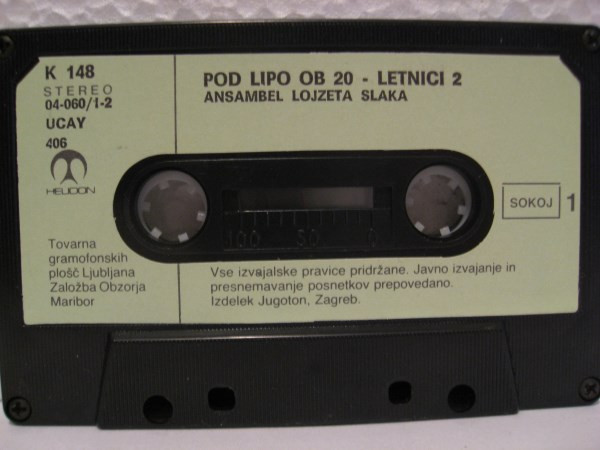 K 148
STEREO
04-060/1-2
UCAY
406
HELIDON
POD LIPO OB 20 - LETNICI 2
ANSAMBEL LOJZETA SLAKA
100 50 0
SOKOJ 1
Tovarna
gramofonskih
plošč Ljubljana
Založba Obzorja
Maribor
Vse izvajalske pravice pridržane. Javno izvajanje in
presnemavanje posnetkov prepovedano.
Izdelek Jugoton, Zagreb.